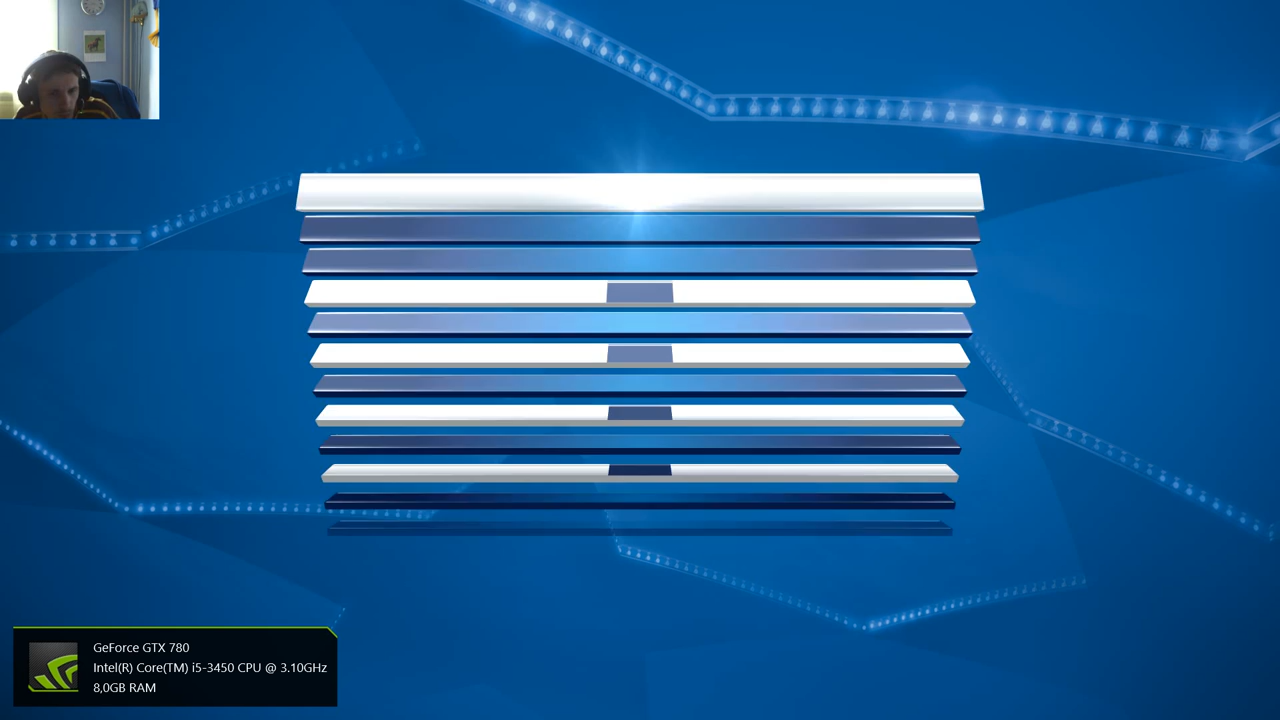 GeForce GTX 780
Intel(R) Core(TM) i5-3450 CPU @ 3.10GHz
8,0GB RAM